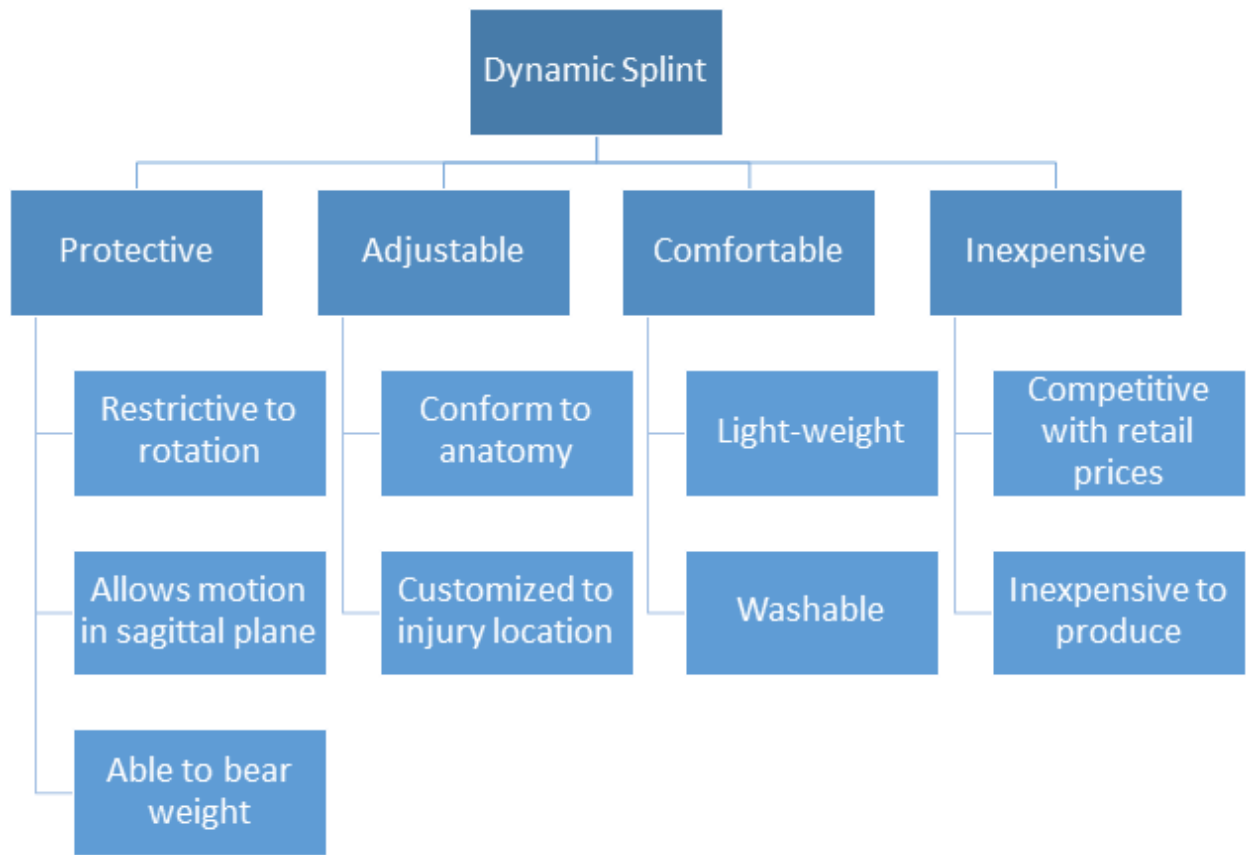 Dynamic Splint
Protective
Adjustable
Comfortable
Inexpensive
Restrictive to
rotation
Allows motion
in sagittal plane
Able to bear
weight
Conform to
anatomy
Customized to
injury location
Light-weight
Washable
Competitive
with retail
prices
Inexpensive to
produce